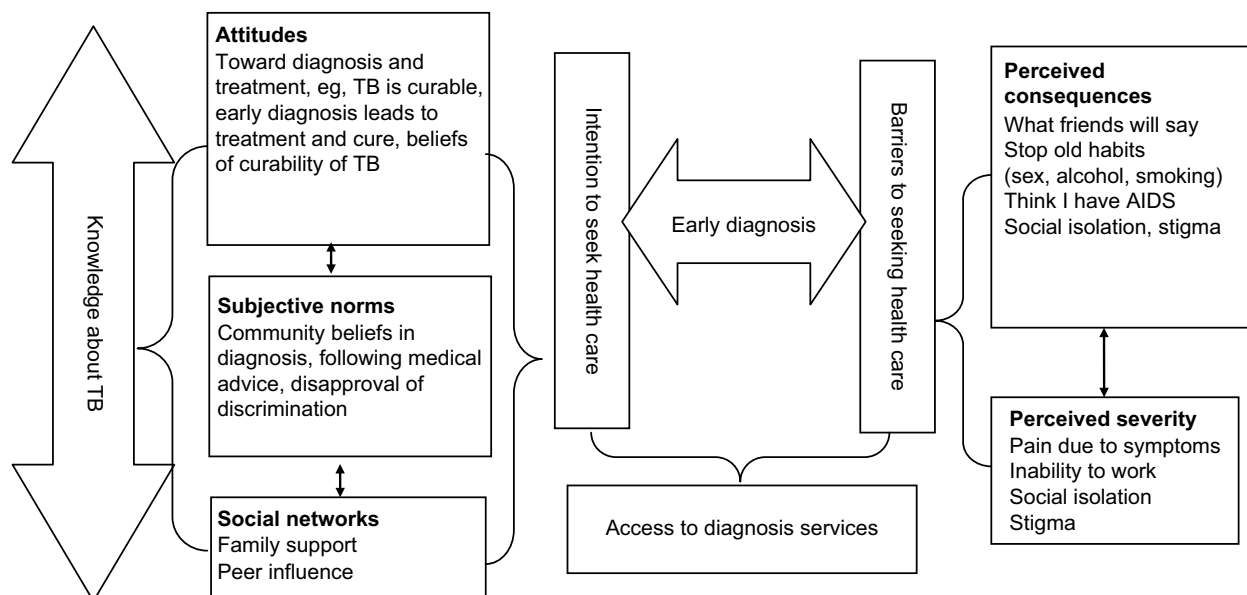 Knowledge about TB
Attitudes
Toward diagnosis and
treatment, eg, TB is curable,
early diagnosis leads to
treatment and cure, beliefs
of curability of TB
Subjective norms
Community beliefs in
diagnosis, following medical
advice, disapproval of
discrimination
Social networks
Family support
Peer influence
Intention to seek health care
Early diagnosis
Barriers to seeking health care
Access to diagnosis services
Perceived
consequences
What friends will say
Stop old habits
(sex, alcohol, smoking)
Think I have AIDS
Social isolation, stigma
Perceived severity
Pain due to symptoms
Inability to work
Social isolation
Stigma